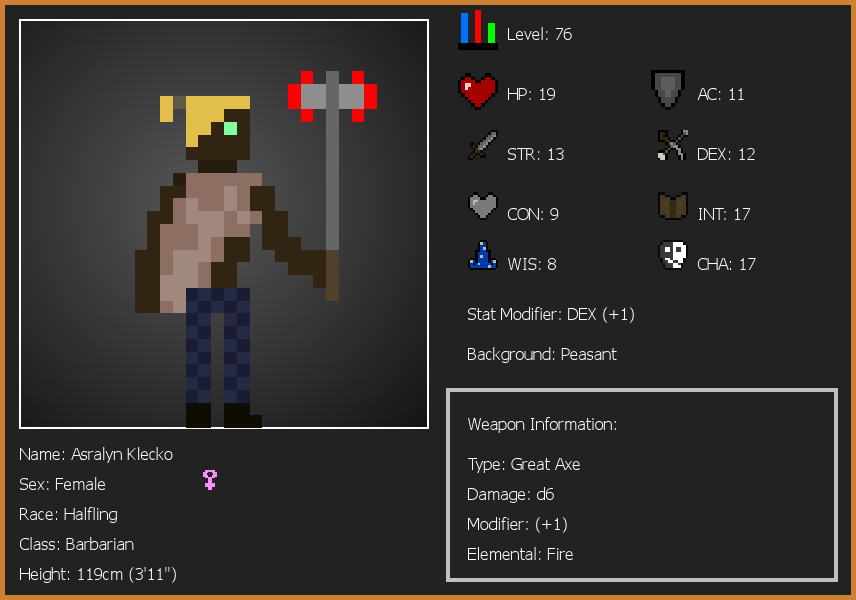 Level: 76
HP: 19
AC: 11
STR: 13
DEX: 12
CON: 9
INT: 17
WIS: 8
CHA: 17
Stat Modifier: DEX (+1)
Background: Peasant
Weapon Information:
Type: Great Axe
Damage: d6
Modifier: (+1)
Elemental: Fire
Name: Asralyn Klecko
Sex: Female
Race: Halfling
Class: Barbarian
Height: 119cm (3'11")